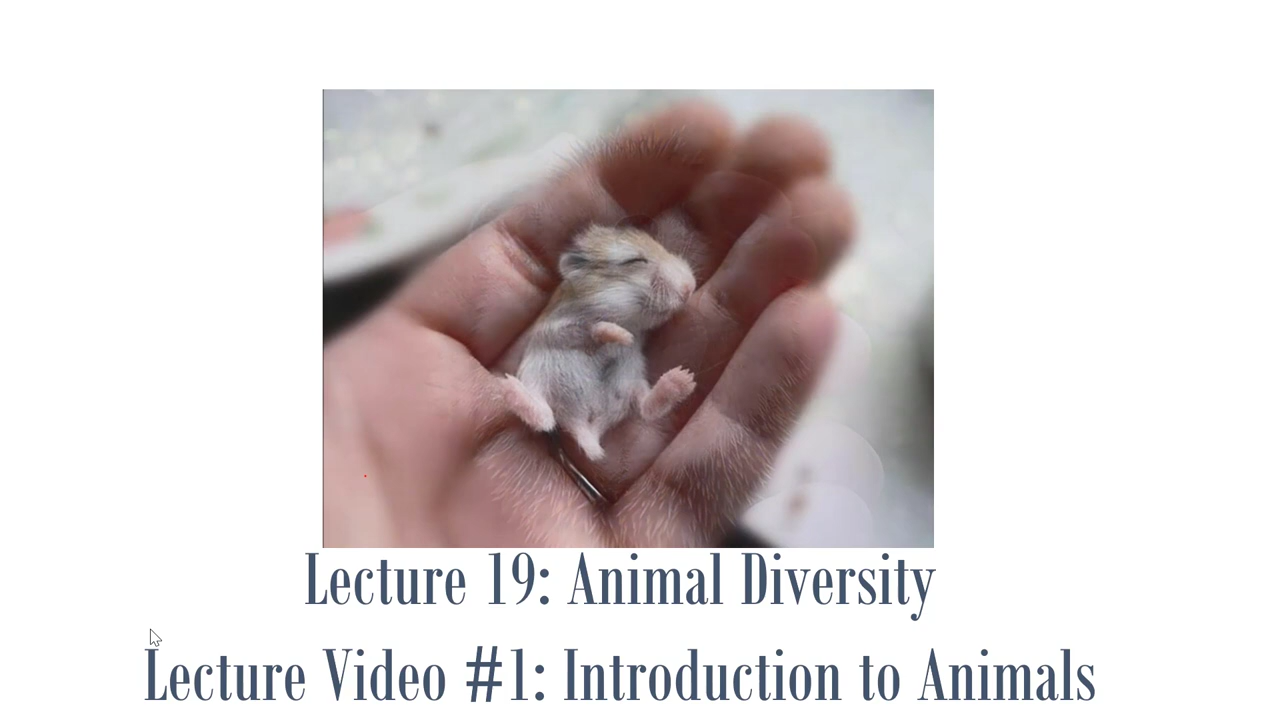 Lecture 19: Animal Diversity
Lecture Video #1: Introduction to Animals